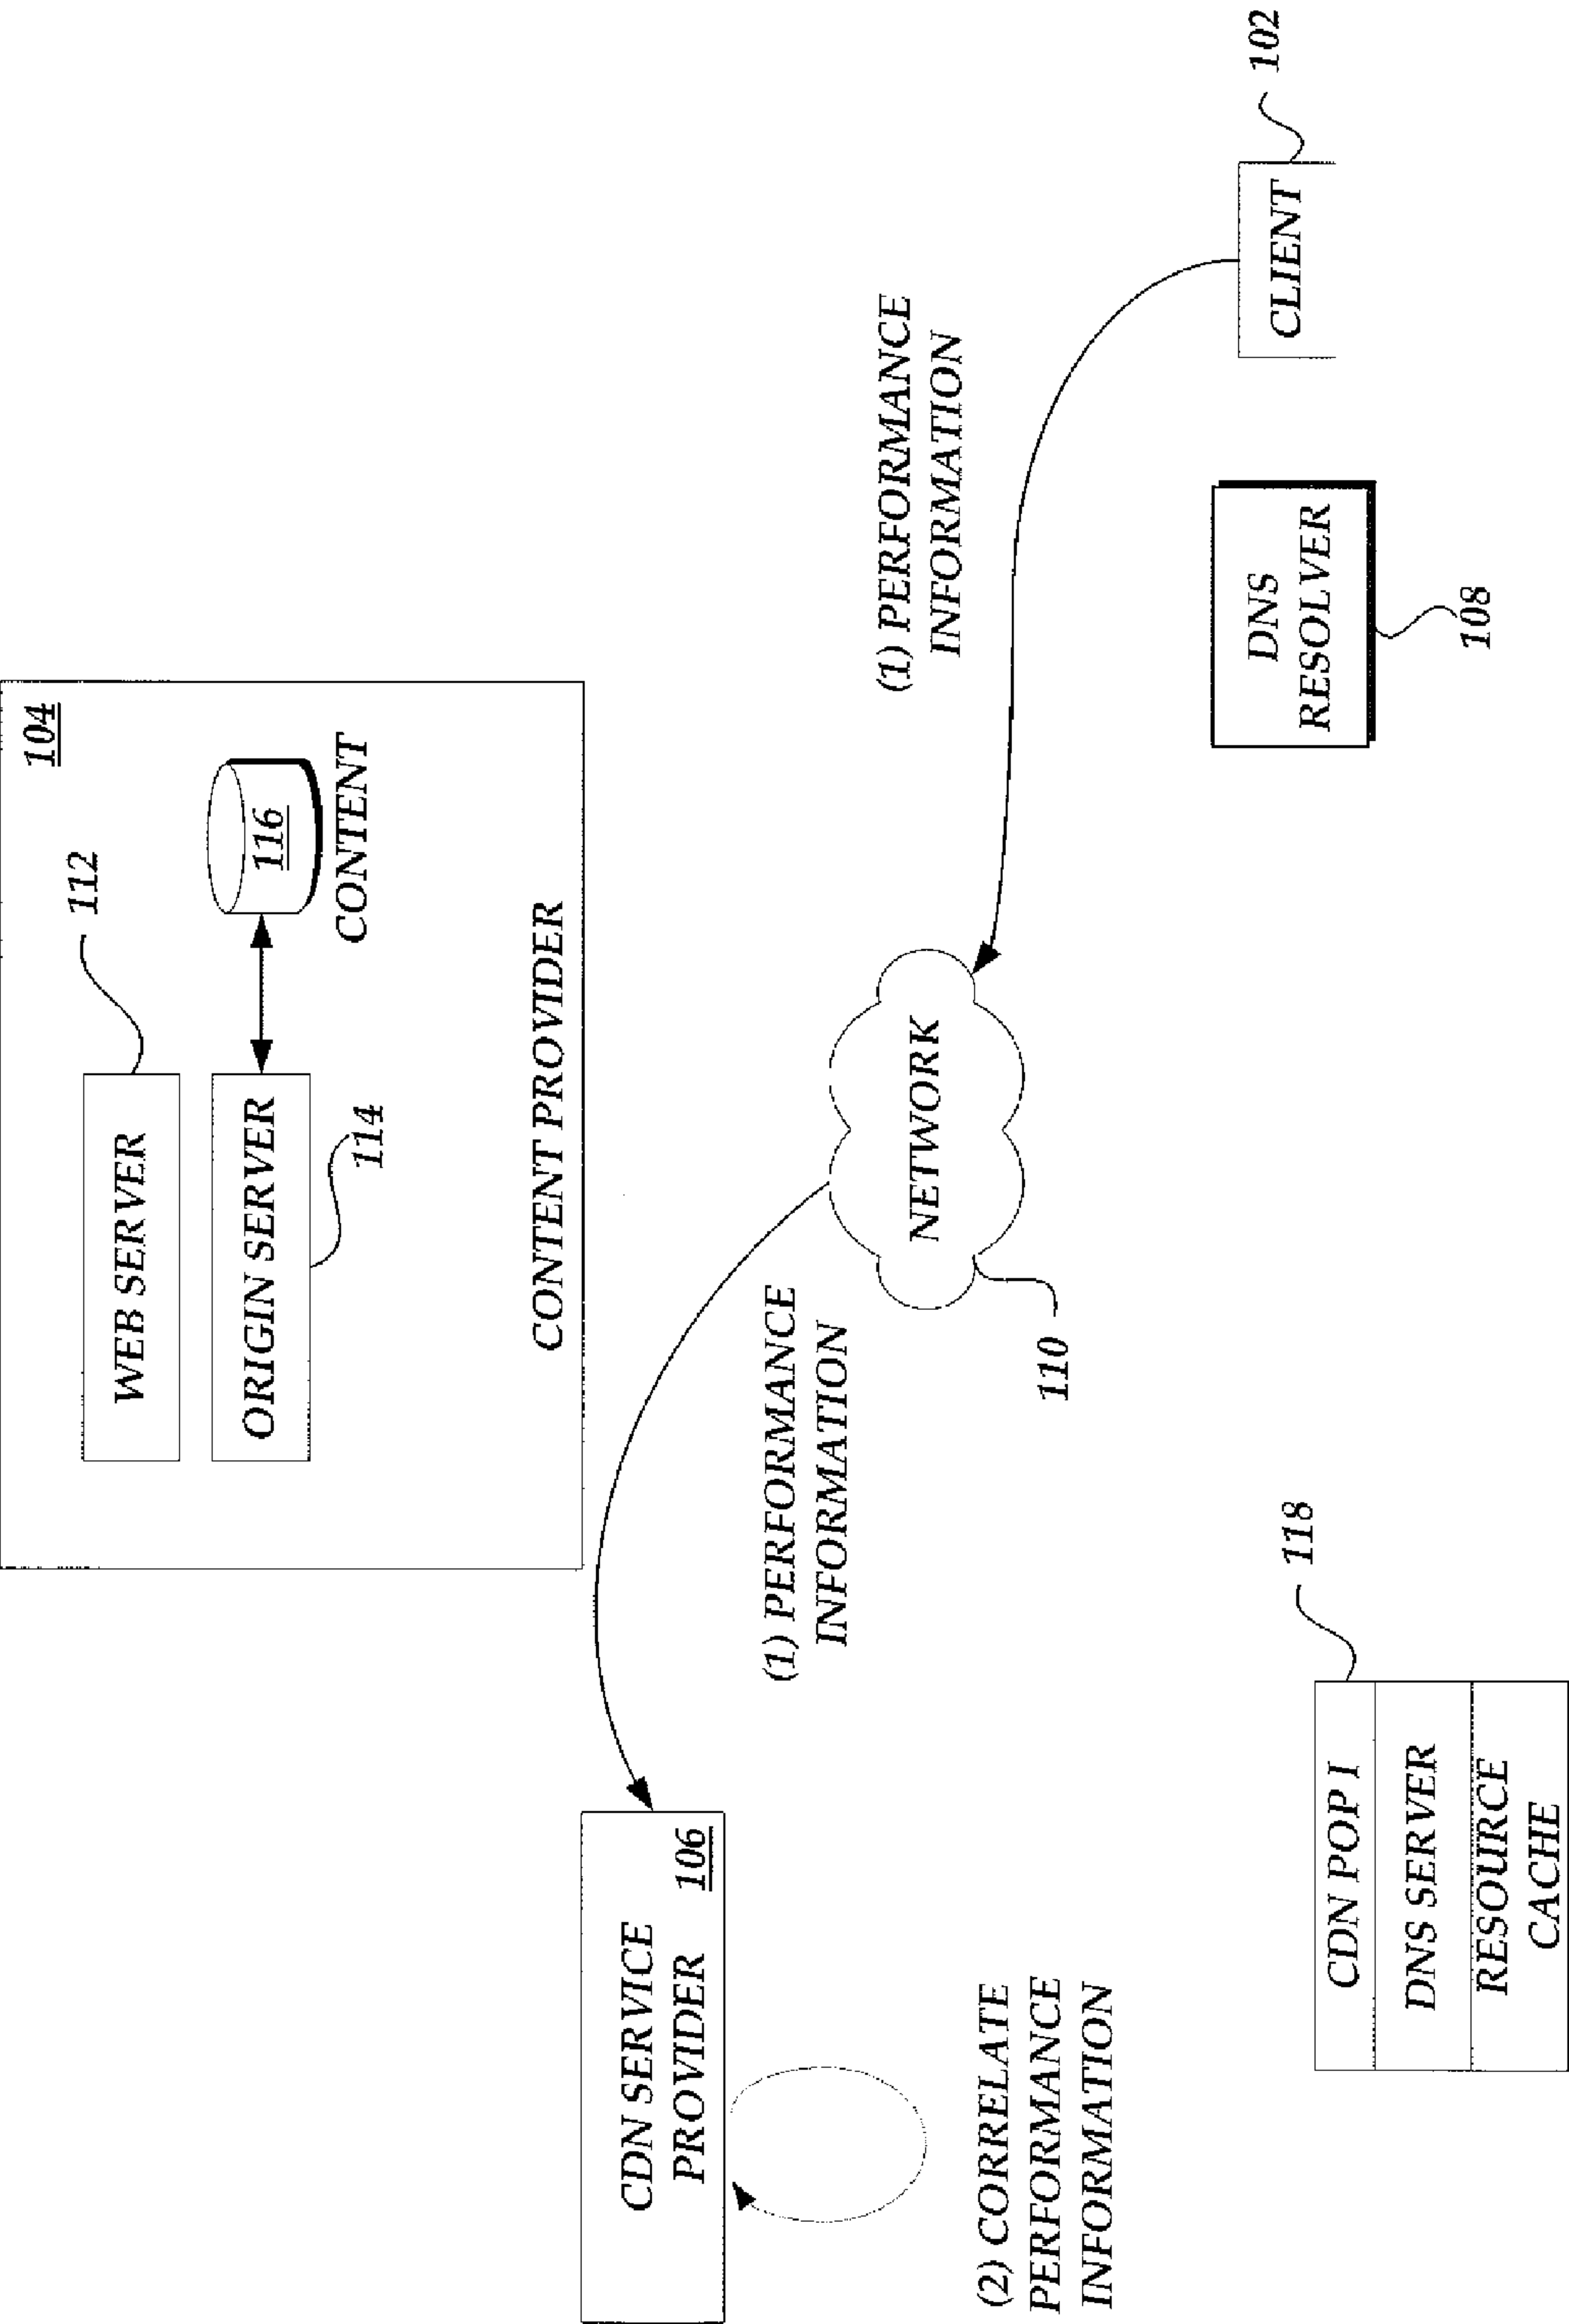 104
112
WEB SERVER
ORIGIN SERVER
116
CONTENT
114
CONTENT PROVIDER
CDN SERVICE
PROVIDER
106
(1) PERFORMANCE
INFORMATION
(1) PERFORMANCE
INFORMATION
NETWORK
110
(2) CORRELATE
PERFORMANCE
INFORMATION
CLIENT
102
DNS
RESOLVER
108
118
CDN POP I
DNS SERVER
RESOURCE
CACHE